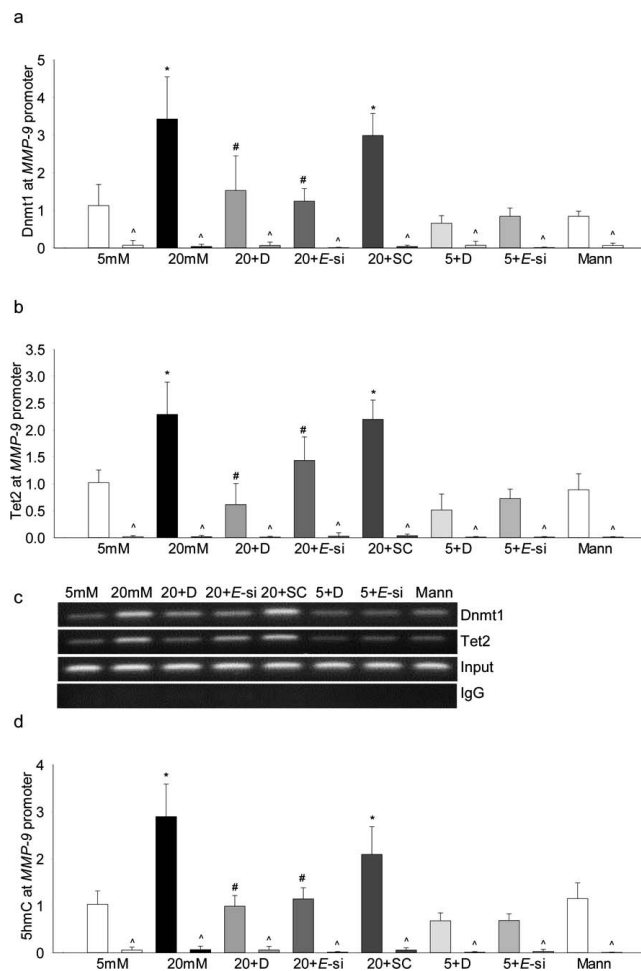 a
Dnmt1 at MMP-9 promoter
5
4
3
2
1
0
* # # *
^ ^ ^ ^ ^ ^ ^ ^
5mM 20mM 20+D 20+E-si 20+SC 5+D 5+E-si Mann
b
Tet2 at MMP-9 promoter
3.5
3.0
2.5
2.0
1.5
1.0
0.5
0.0
* # # *
^ ^ ^ ^ ^ ^ ^ ^
5mM 20mM 20+D 20+E-si 20+SC 5+D 5+E-si Mann
c
5mM 20mM 20+D 20+E-si 20+SC 5+D 5+E-si Mann
Dnmt1
Tet2
Input
IgG
d
5hmC at MMP-9 promoter
4
3
2
1
0
* # # *
^ ^ ^ ^ ^ ^ ^ ^
5mM 20mM 20+D 20+E-si 20+SC 5+D 5+E-si Mann